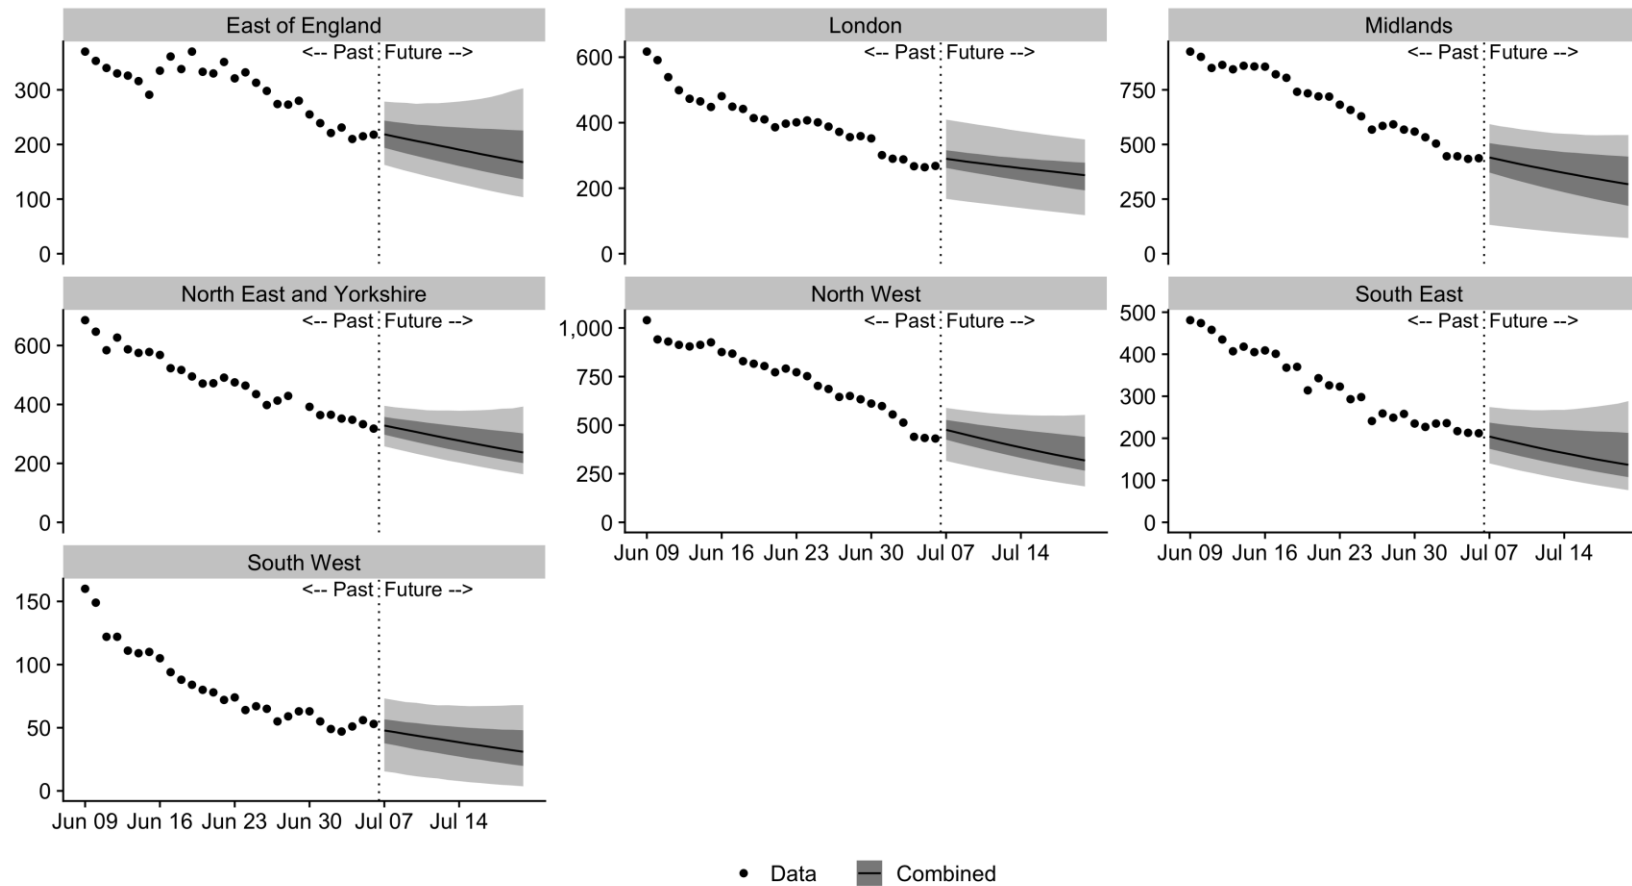 East of England
<-- Past Future -->
300
200
100
0
London
<-- Past Future -->
600
400
200
0
Midlands
<-- Past Future -->
750
500
250
0
North East and Yorkshire
<-- Past Future -->
600
400
200
0
North West
<-- Past Future -->
1,000
750
500
250
0
Jun 09 Jun 16 Jun 23 Jun 30 Jul 07 Jul 14
South East
<-- Past Future -->
500
400
300
200
100
0
Jun 09 Jun 16 Jun 23 Jun 30 Jul 07 Jul 14
South West
<-- Past Future -->
150
100
50
0
Jun 09 Jun 16 Jun 23 Jun 30 Jul 07 Jul 14
Data Combined